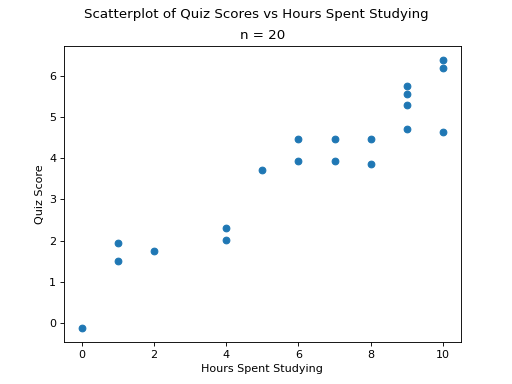 Scatterplot of Quiz Scores vs Hours Spent Studying
n = 20
6
5
4
3
2
1
0
Quiz Score
0 2 4 6 8 10
Hours Spent Studying